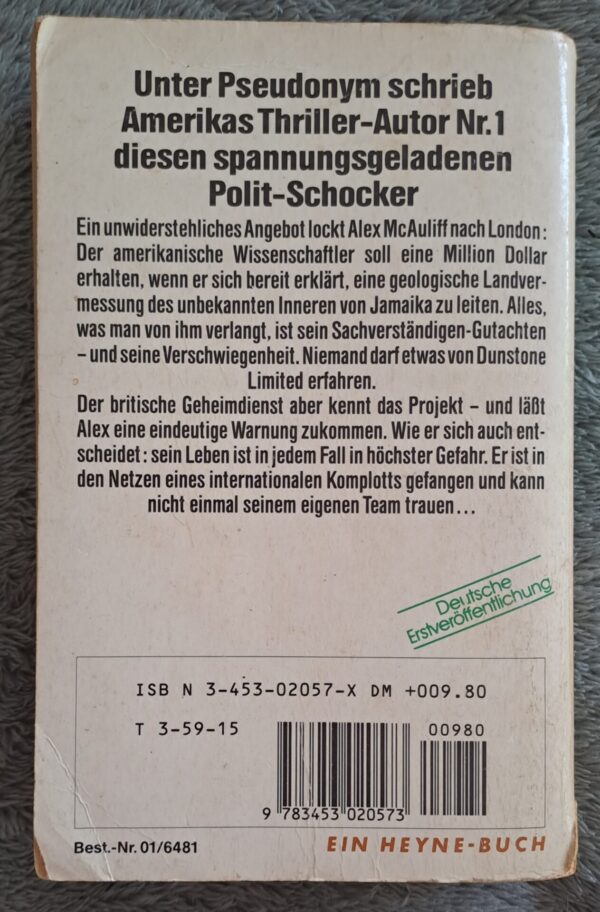 Unter Pseudonym schrieb
Amerikas Thriller-Autor Nr.1
diesen spannungsgeladenen
Polit-Schocker
Ein unwiderstehliches Angebot lockt Alex McAuliff nach London:
Der amerikanische Wissenschaftler soll eine Million Dollar
erhalten, wenn er sich bereit erklärt, eine geologische Landver-
messung des unbekannten Inneren von Jamaika zu leiten. Alles,
was man von ihm verlangt, ist sein Sachverständigen-Gutachten
– und seine Verschwiegenheit. Niemand darf etwas von Dunstone
Limited erfahren.
Der britische Geheimdienst aber kennt das Projekt – und läßt
Alex eine eindeutige Warnung zukommen. Wie er sich auch ent-
scheidet: sein Leben ist in jedem Fall in höchster Gefahr. Er ist in
den Netzen eines internationalen Komplotts gefangen und kann
nicht einmal seinem eigenen Team trauen...
Deutsche
Erstveröffentlichung
ISB N 3-453-02057-X DM +009.80
T 3-59-15
00980
9 783453 020573
Best.-Nr. 01/6481
EIN HEYNE-BUCH